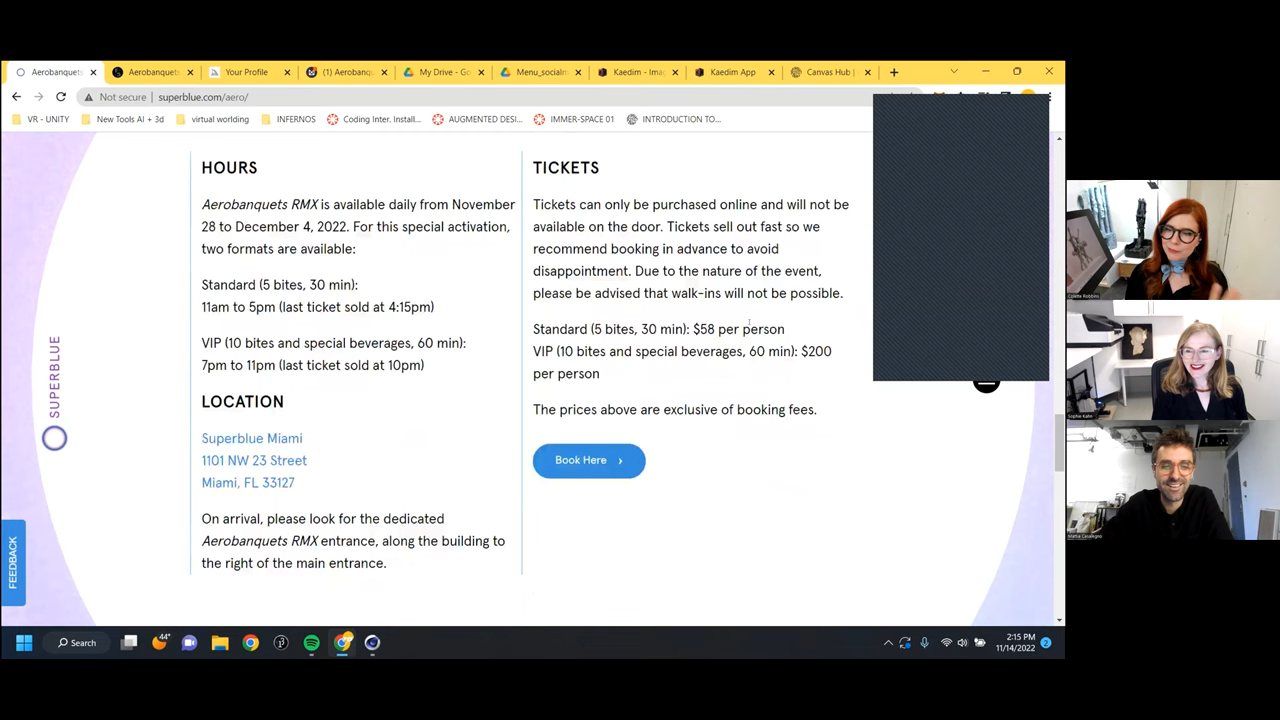 Aerobanquets
Aerobanquets
Your Profile
(1) Aerobanqu
My Drive - Go
Menu_socialm
Kaedim - Imag
Kaedim App
Canvas Hub |
Not secure | superblue.com/aero/
VR - UNITY
New Tools AI + 3d
virtual worlding
INFERNOS
Coding Inter. Install...
AUGMENTED DESI...
IMMER-SPACE 01
INTRODUCTION TO...
HOURS
Aerobanquets RMX is available daily from November
28 to December 4, 2022. For this special activation,
two formats are available:
Standard (5 bites, 30 min):
11am to 5pm (last ticket sold at 4:15pm)
VIP (10 bites and special beverages, 60 min):
7pm to 11pm (last ticket sold at 10pm)
LOCATION
Superblue Miami
1101 NW 23 Street
Miami, FL 33127
On arrival, please look for the dedicated
Aerobanquets RMX entrance, along the building to
the right of the main entrance.
TICKETS
Tickets can only be purchased online and will not be
available on the door. Tickets sell out fast so we
recommend booking in advance to avoid
disappointment. Due to the nature of the event,
please be advised that walk-ins will not be possible.
Standard (5 bites, 30 min): $58 per person
VIP (10 bites and special beverages, 60 min): $200
per person
The prices above are exclusive of booking fees.
Book Here
SUPERBLUE
FEEDBACK
Colette Robbins
Sophie Kahn
Mattia Casalegno
Search
44°
2:15 PM
11/14/2022
2